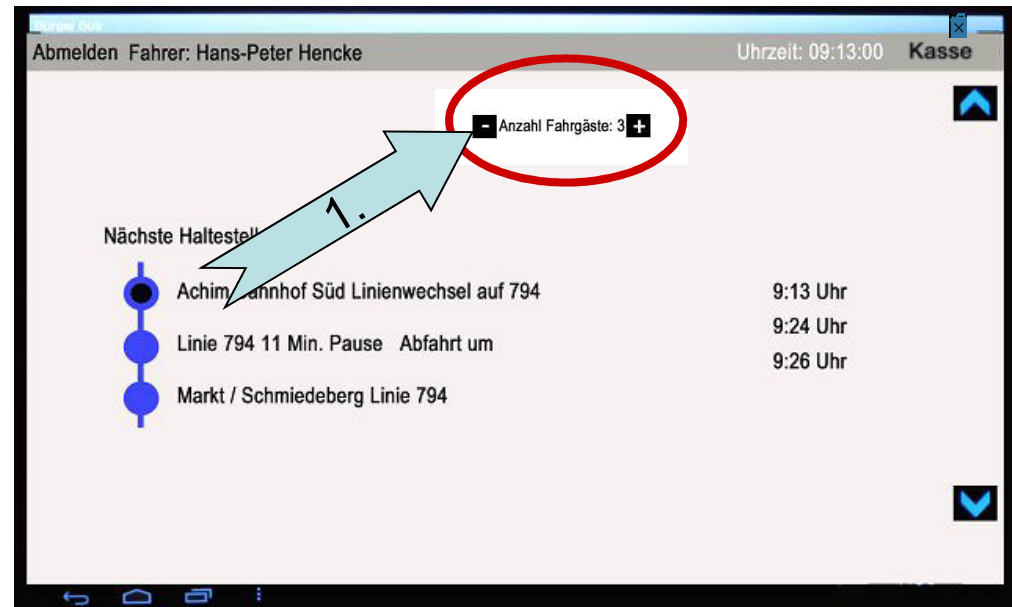 Bürger Bus
Abmelden Fahrer: Hans-Peter Hencke Uhrzeit: 09:13:00 Kasse
- Anzahl Fahrgäste: 3 +
1.
Nächste
Achim Süd Linienwechsel auf 794 9:13 Uhr
Linie 794 11 Min. Pause Abfahrt um 9:24 Uhr
9:26 Uhr
Markt / Schmiedeberg Linie 794